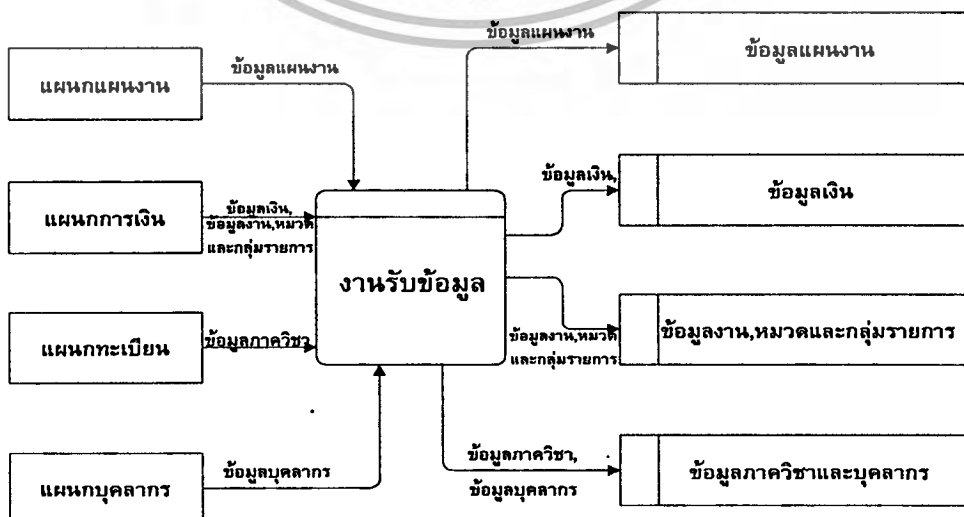 ข้อมูลแผนงาน
ข้อมูลแผนงาน
แผนกแผนงาน
ข้อมูลแผนงาน
ข้อมูลเงิน,
ข้อมูลเงิน
แผนกการเงิน
ข้อมูลเงิน,
ข้อมูลงาน,หมวด
และกลุ่มรายการ
งานรับข้อมูล
แผนกทะเบียน
ข้อมูลภาควิชา
ข้อมูลงาน,หมวด
และกลุ่มรายการ
ข้อมูลงาน,หมวดและกลุ่มรายการ
แผนกบุคลากร
ข้อมูลบุคลากร
ข้อมูลภาควิชา,
ข้อมูลบุคลากร
ข้อมูลภาควิชาและบุคลากร